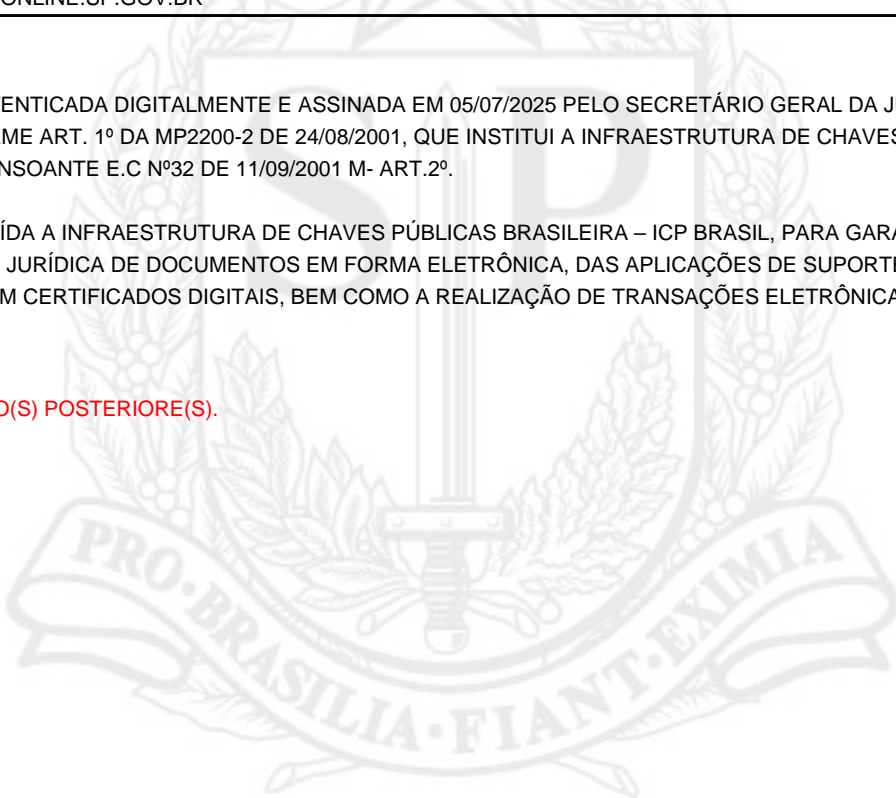 ONLINE.SP.GOV.BR
ENTICADA DIGITALMENTE E ASSINADA EM 05/07/2025 PELO SECRETÁRIO GERAL DA J
ME ART. 1º DA MP2200-2 DE 24/08/2001, QUE INSTITUI A INFRAESTRUTURA DE CHAVES
NSOANTE E.C Nº32 DE 11/09/2001 M- ART.2º.
ÍDA A INFRAESTRUTURA DE CHAVES PÚBLICAS BRASILEIRA – ICP BRASIL, PARA GARA
JURÍDICA DE DOCUMENTOS EM FORMA ELETRÔNICA, DAS APLICAÇÕES DE SUPORTE
M CERTIFICADOS DIGITAIS, BEM COMO A REALIZAÇÃO DE TRANSAÇÕES ELETRÔNICA
O(S) POSTERIORE(S).
SP
PRO·BRASILIA·FIANT·EXIMIA